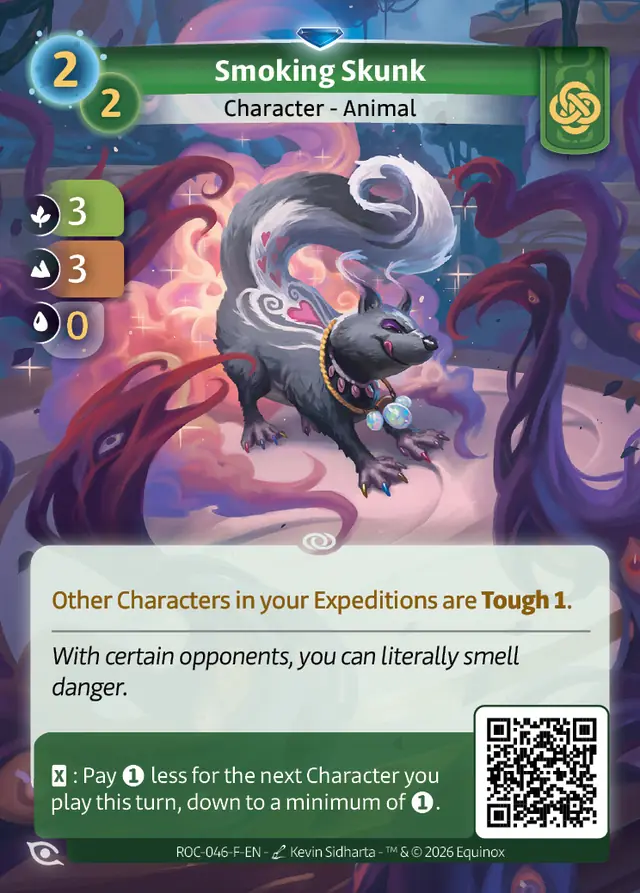 2
Smoking Skunk
2
Character - Animal
3
3
0
Other Characters in your Expeditions are Tough 1.
With certain opponents, you can literally smell
danger.
X : Pay 1 less for the next Character you
play this turn, down to a minimum of 1.
ROC-046-F-EN - Kevin Sidharta - ™ & © 2026 Equinox